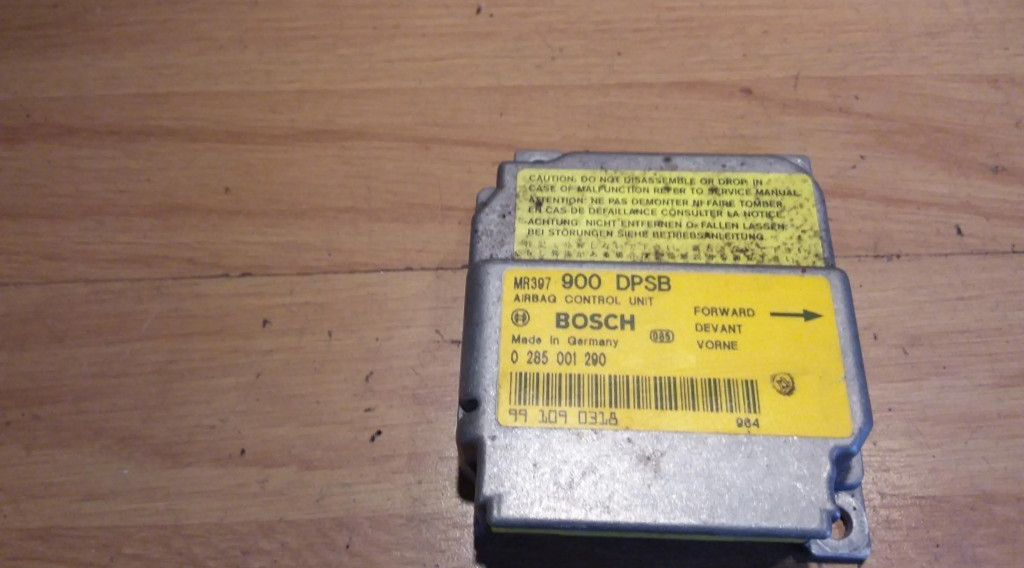 CAUTION: DO NOT DISASSEMBLE OR DROP. IN
CASE OF MALFUNCTION REFER TO SERVICE MANUAL.
ATTENTION: NE PAS DEMONTER NI FAIRE TOMBER
EN CAS DE DEFAILLANCE CONSULTER LA NOTICE.
ACHTUNG: NICHT ENTFERNEN O. FALLEN LASSEN.
BEI STÖRUNGEN SIEHE BETRIEBSANLEITUNG.
MR397 900 DPSB
AIRBAG CONTROL UNIT
BOSCH
Made in Germany
085
0 285 001 290
FORWARD
DEVANT
VORNE
99 109 0318
964